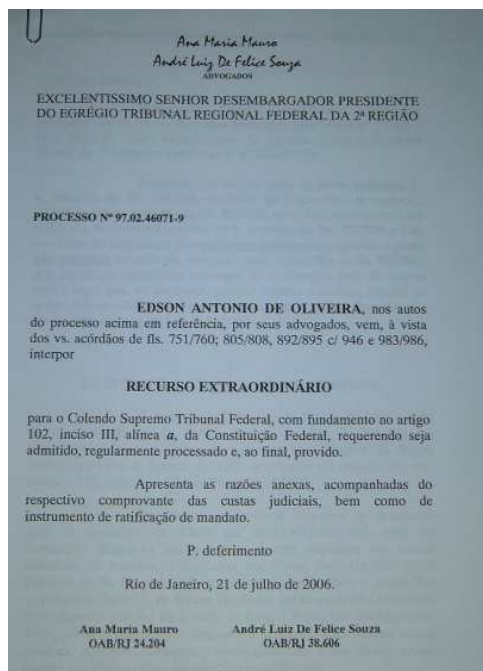 Ana Maria Mauro
André Luiz De Felice Souza
ADVOGADOS
EXCELENTISSIMO SENHOR DESEMBARGADOR PRESIDENTE
DO EGRÉGIO TRIBUNAL REGIONAL FEDERAL DA 2ª REGIÃO
PROCESSO Nº 97.02.46071-9
EDSON ANTONIO DE OLIVEIRA, nos autos
do processo acima em referência, por seus advogados, vem, à vista
dos vs. acórdãos de fls. 751/760; 805/808, 892/895 c/ 946 e 983/986,
interpor
RECURSO EXTRAORDINÁRIO
para o Colendo Supremo Tribunal Federal, com fundamento no artigo
102, inciso III, alínea a, da Constituição Federal, requerendo seja
admitido, regularmente processado e, ao final, provido.
Apresenta as razões anexas, acompanhadas do
respectivo comprovante das custas judiciais, bem como de
instrumento de ratificação de mandato.
P. deferimento
Rio de Janeiro, 21 de julho de 2006.
Ana Maria Mauro André Luiz De Felice Souza
OAB/RJ 24.204 OAB/RJ 38.606